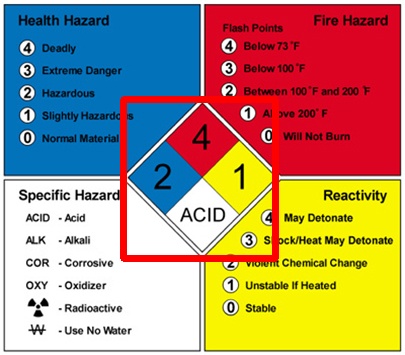 Health Hazard
4 Deadly
3 Extreme Danger
2 Hazardous
1 Slightly Hazardous
0 Normal Material
Fire Hazard
Flash Points
4 Below 73 °F
3 Below 100 °F
2 Between 100 °F and 200 °F
1 Above 200 °F
0 Will Not Burn
4
2
1
ACID
Specific Hazard
ACID - Acid
ALK - Alkali
COR - Corrosive
OXY - Oxidizer
- Radioactive
W - Use No Water
Reactivity
4 May Detonate
3 Shock/Heat May Detonate
2 Violent Chemical Change
1 Unstable If Heated
0 Stable